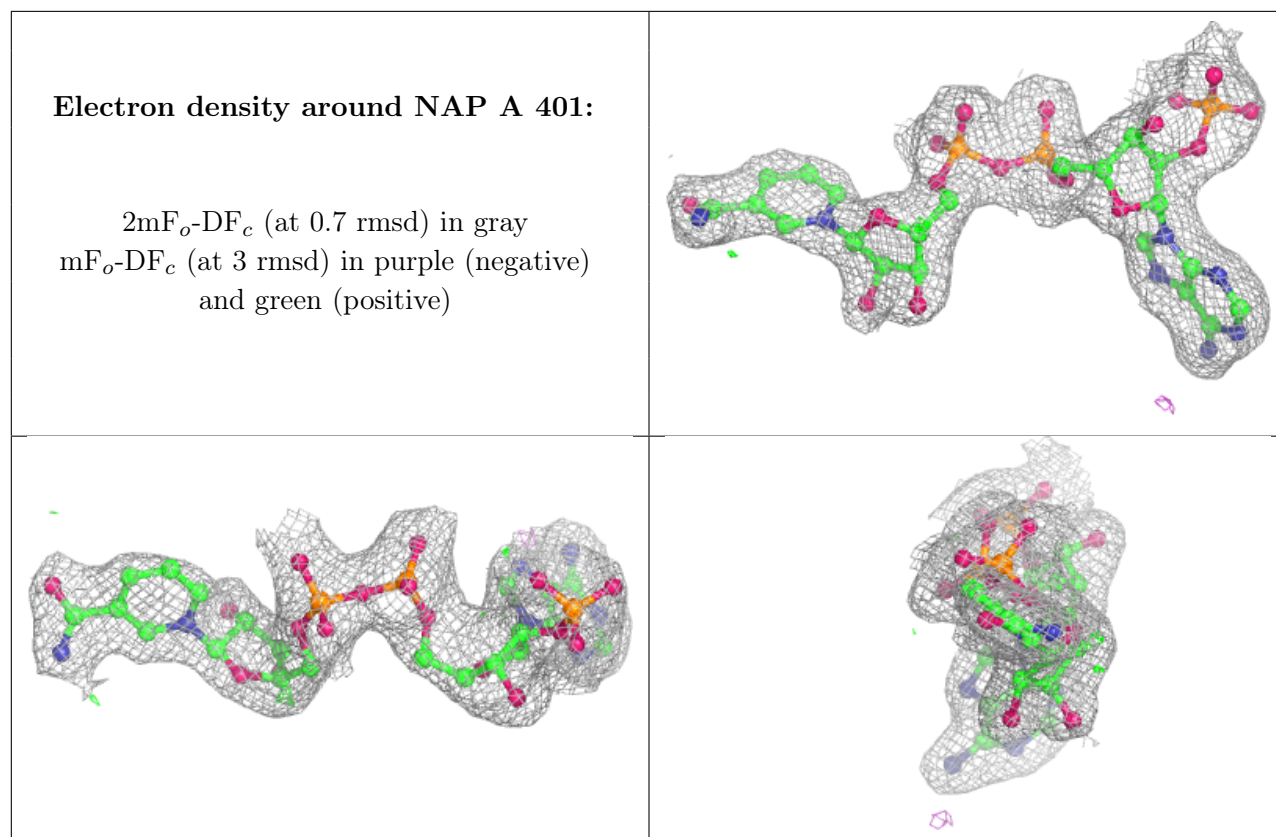 Electron density around NAP A 401:
2mFo-DFc (at 0.7 rmsd) in gray
mFo-DFc (at 3 rmsd) in purple (negative)
and green (positive)